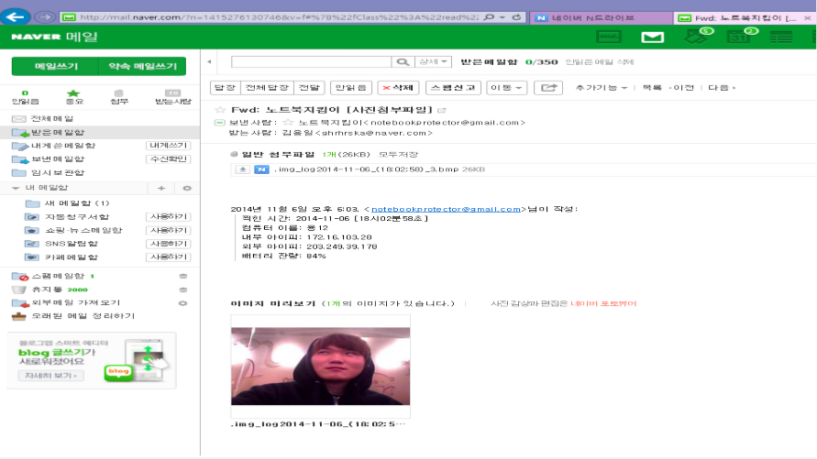 http://mail.naver.com/?n=1415276130746&v=f#%7B%22fClass%22%3A%22read%22
네이버 N드라이브
Fwd: 노트북지킴이 [...
NAVER 메일
메일쓰기 약속 메일쓰기
0
안읽음 중요 첨부 받는사람
전체메일
받은메일함
내게쓴메일함 내게쓰기
보낸메일함 수신확인
임시보관함
내 메일함 +
새 메일함 (1)
자동청구서함 사용하기
쇼핑·뉴스메일함 사용하기
SNS알림함 사용하기
카페메일함 사용하기
스팸메일함 1
휴지통 2000
외부메일 가져오기
오래된 메일 정리하기
블로그앱 스마트 에디터
blog 글쓰기가
새로워졌어요
자세히 보기
blog
상세 받은메일함 0/350 안읽은메일 삭제
답장 전체답장 전달 안읽음 ×삭제 스팸신고 이동 추가기능 목록 이전 다음
Fwd: 노트북지킴이 [사진첨부파일]
보낸사람 : 노트북지킴이<notebookprotector@gmail.com>
받는사람 : 김용일<ghrhrska@naver.com>
일반 첨부파일 1개(26KB) 모두저장
.img_log2014-11-06_(18:02:58)_3.bmp 26KB
2014년 11월 6일 오후 6:03, <notebookprotector@gmail.com>님이 작성:
찍힌 시간: 2014-11-06 [18시02분58초]
컴퓨터 이름: 용12
내부 아이피: 172.16.103.28
외부 아이피: 203.249.39.178
배터리 잔량: 84%
이미지 미리보기 (1개의 이미지가 있습니다.) 사진 감상과 편집은 네이버 포토뷰어
.img_log2014-11-06_(18:02:5…